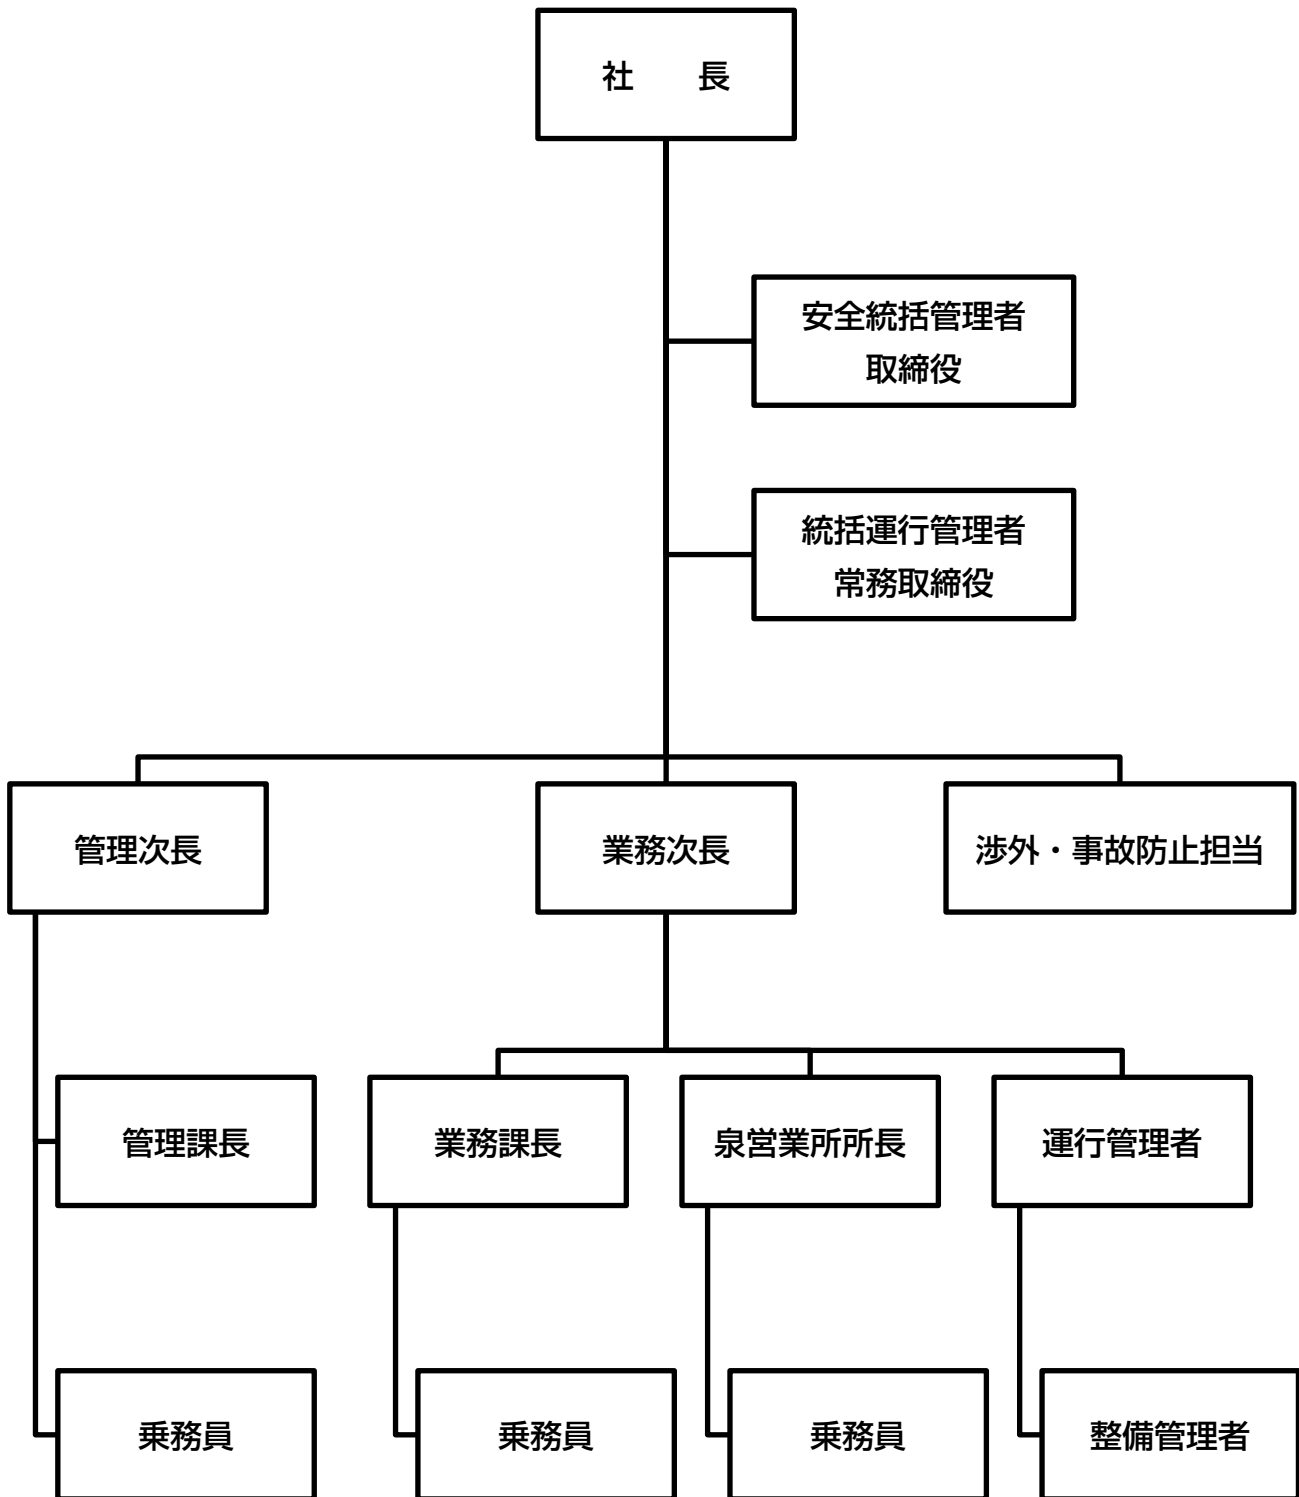 社　　長
安全統括管理者
取締役
統括運行管理者
常務取締役
管理次長
業務次長
渉外・事故防止担当
管理課長
業務課長
泉営業所所長
運行管理者
乗務員
乗務員
乗務員
整備管理者